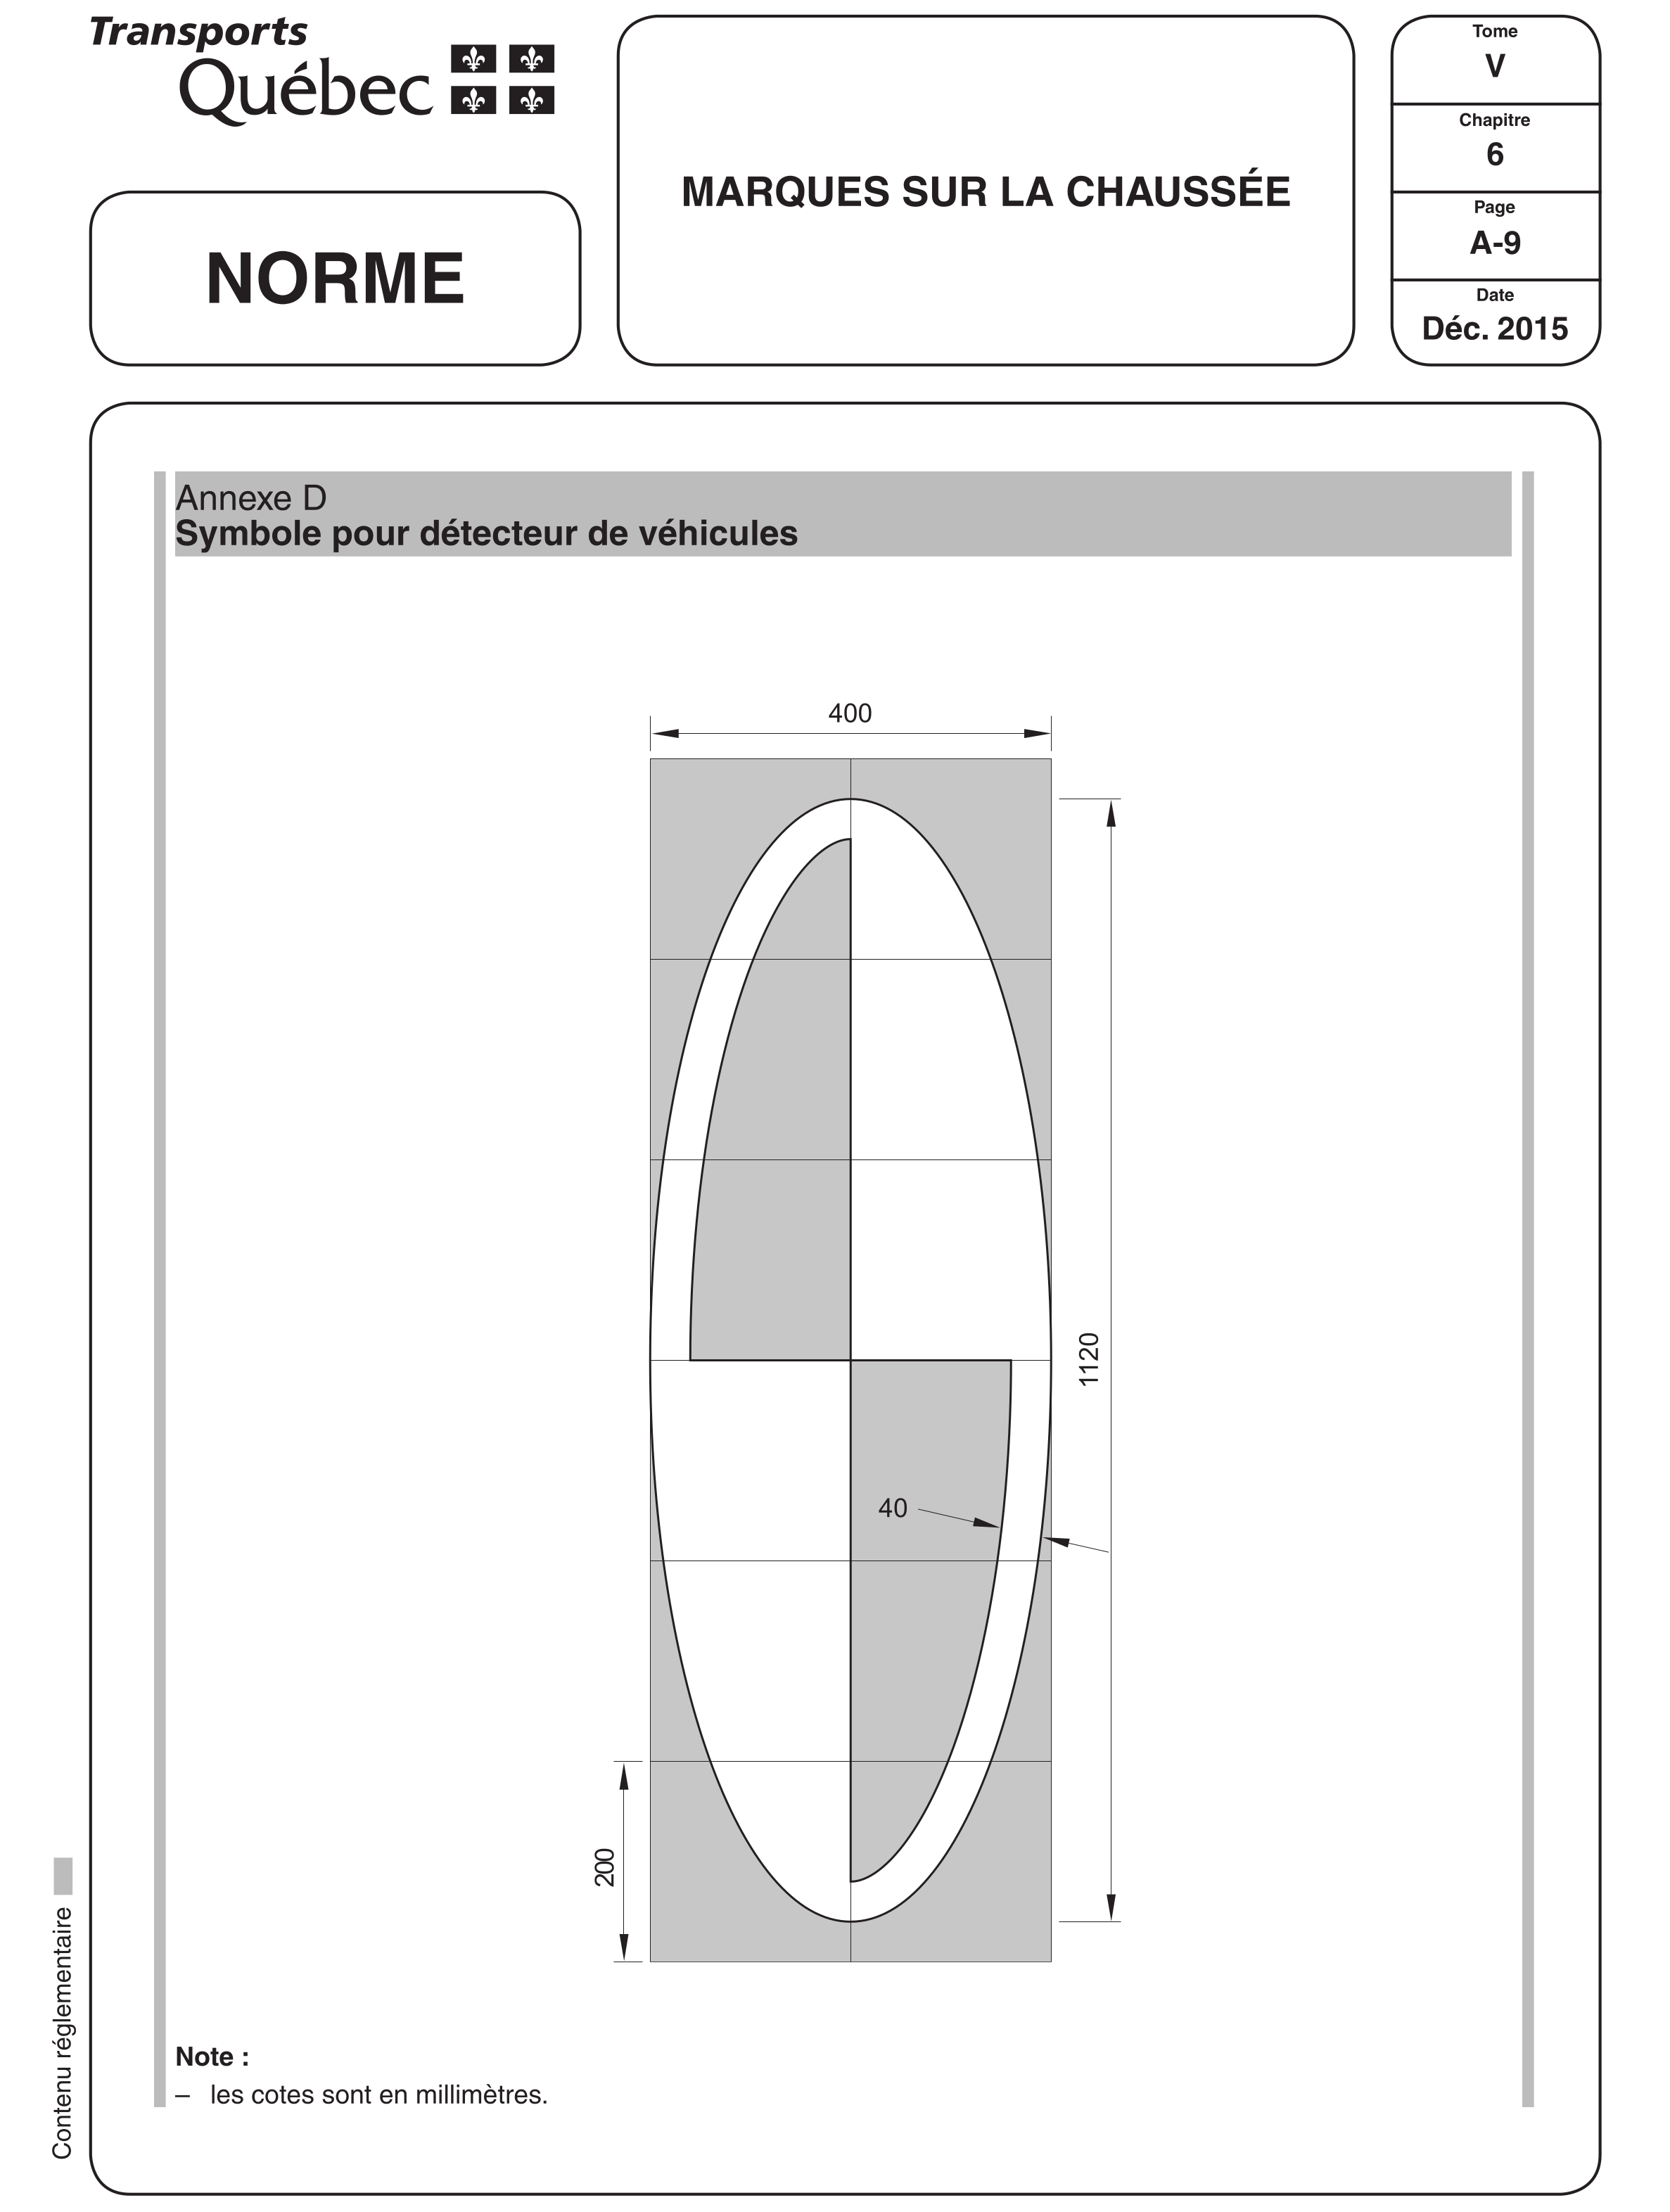 Transports
Québec
NORME
MARQUES SUR LA CHAUSSÉE
Tome
V
Chapitre
6
Page
A-9
Date
Déc. 2015
Annexe D
Symbole pour détecteur de véhicules
400
1120
40
200
Note :
– les cotes sont en millimètres.
Contenu réglementaire